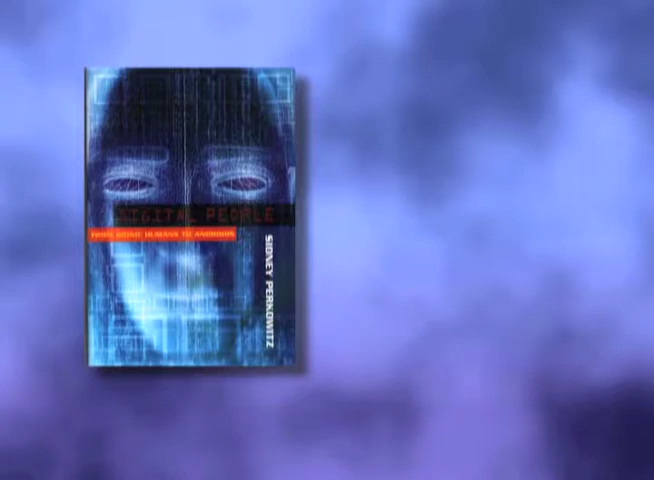 DIGITAL PEOPLE
FROM BIONIC HUMANS TO ANDROIDS
SIDNEY PERKOWITZ